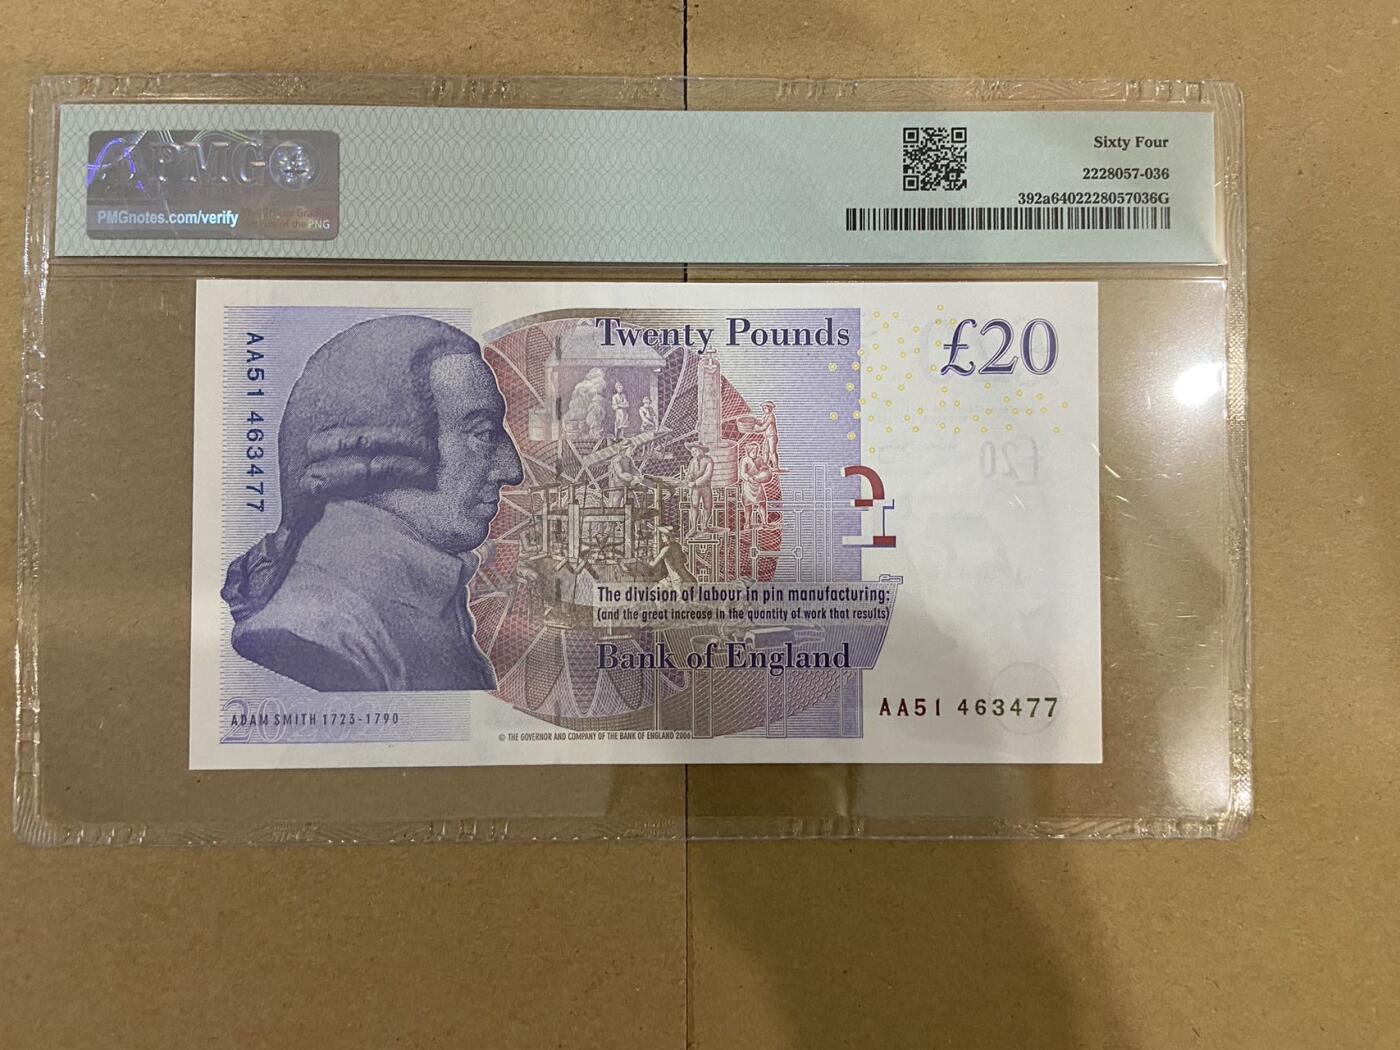 PMG
PMGnotes.com/verify
PNG
Sixty Four
2228057-036
392a6402228057036G
AA51 463477
Twenty Pounds
£20
The division of labour in pin manufacturing:
(and the great increase in the quantity of work that results)
Bank of England
AA51 463477
20
ADAM SMITH 1723-1790
© THE GOVERNOR AND COMPANY OF THE BANK OF ENGLAND 2006